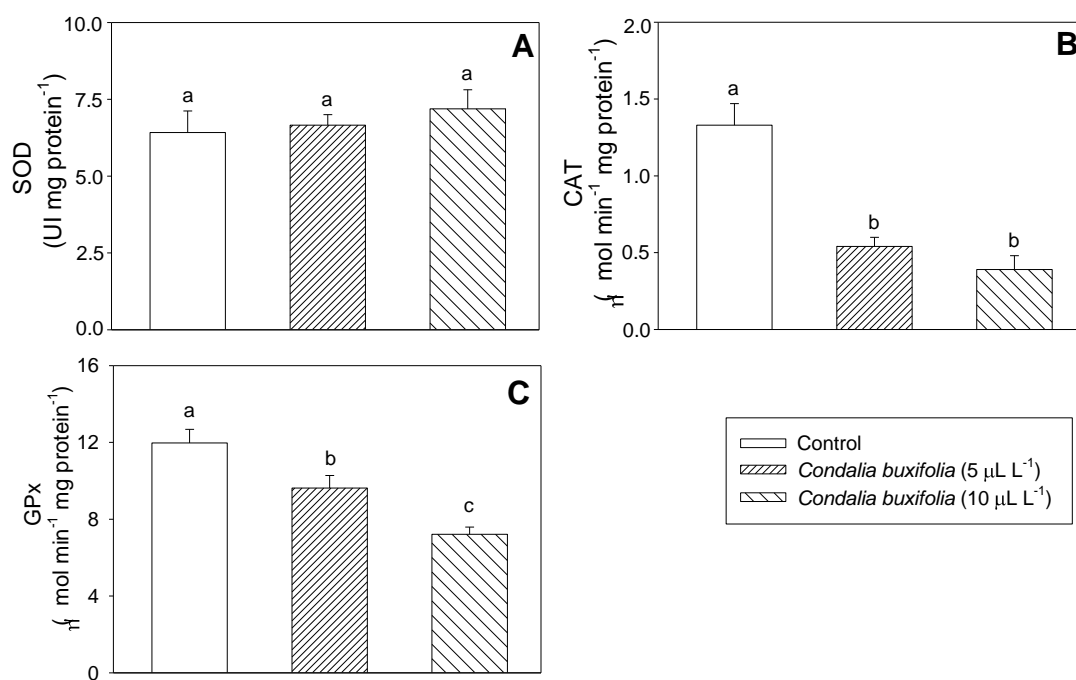 A
SOD
(UI mg protein⁻¹)
10.0
7.5
5.0
2.5
0.0
a
a
a
B
CAT
(η mol min⁻¹ mg protein⁻¹)
2.0
1.5
1.0
0.5
0.0
a
b
b
C
GPx
(η mol min⁻¹ mg protein⁻¹)
16
12
8
4
0
a
b
c
Control
Condalia buxifolia (5 μL L⁻¹)
Condalia buxifolia (10 μL L⁻¹)